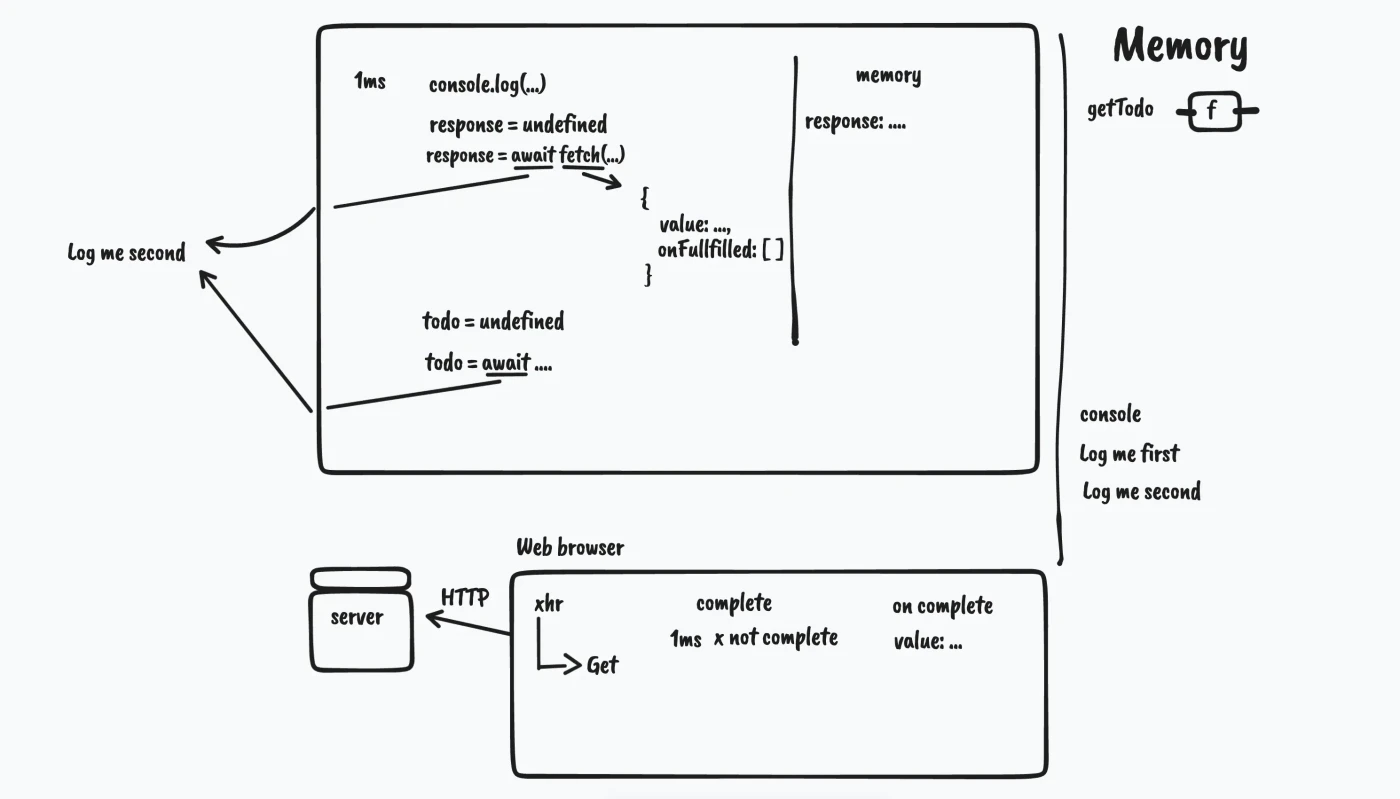 Memory
getTodo f
1ms console.log(...)
response = undefined
response = await fetch(...)
{
value: ...,
onFullfilled: [ ]
}
memory
response: ....
Log me second
todo = undefined
todo = await ....
console
Log me first
Log me second
Web browser
server
HTTP
xhr
Get
complete
1ms x not complete
on complete
value: ...